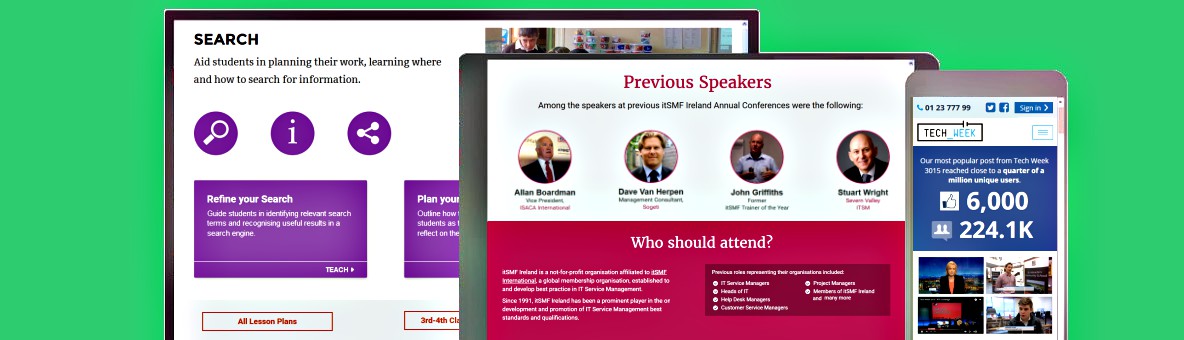 SEARCH
Aid students in planning their work, learning where
and how to search for information.
i
Refine your Search
Guide students in identifying relevant search
terms and recognising useful results in a
search engine.
TEACH
Plan your
Outline how
students as
reflect on the
All Lesson Plans
3rd-4th Cla
Previous Speakers
Among the speakers at previous itSMF Ireland Annual Conferences were the following:
Allan Boardman
Vice President,
ISACA International
Dave Van Herpen
Management Consultant,
Sogeti
John Griffiths
Former
itSMF Trainer of the Year
Stuart Wright
Severn Valley
ITSM
Who should attend?
itSMF Ireland is a not-for-profit organisation affiliated to itSMF
International, a global membership organisation, established to
and develop best practice in IT Service Management.
Since 1991, itSMF Ireland has been a prominent player in the or
development and promotion of IT Service Management best
standards and qualifications.
Previous roles representing their organisations included:
IT Service Managers
Heads of IT
Help Desk Managers
Customer Service Managers
Project Managers
Members of itSMF Ireland
and many more
01 23 777 99
Sign in
TECH_WEEK
Our most popular post from Tech Week
3015 reached close to a quarter of a
million unique users.
6,000
224.1K